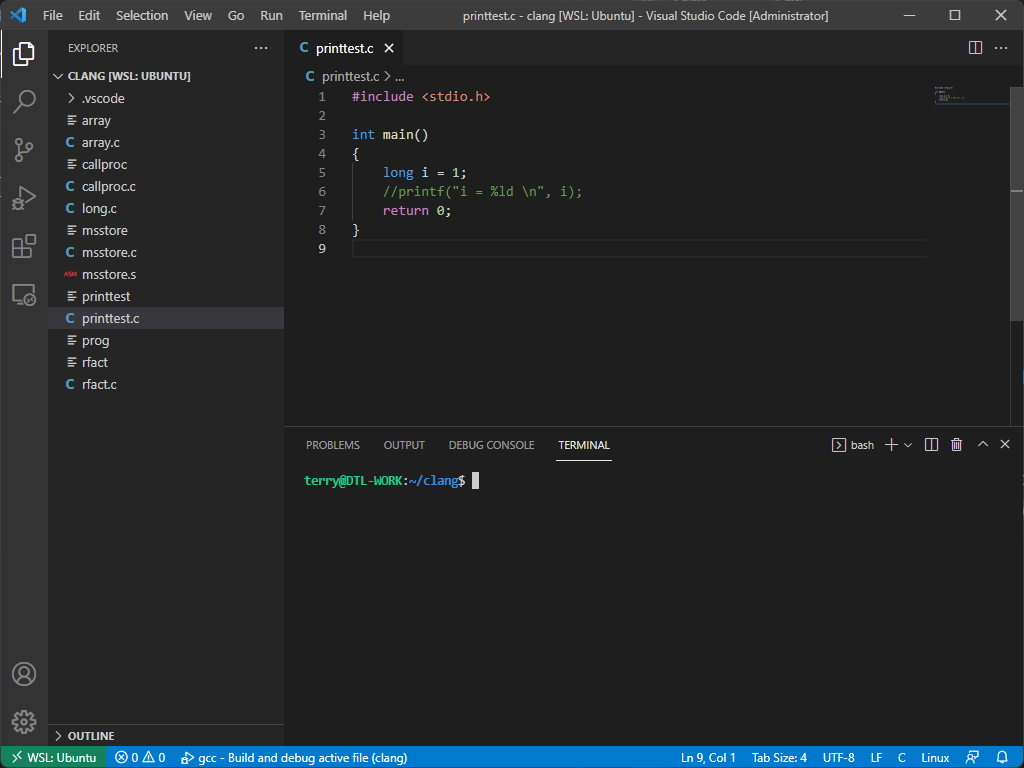 File Edit Selection View Go Run Terminal Help printtest.c - clang [WSL: Ubuntu] - Visual Studio Code [Administrator]
EXPLORER
CLANG [WSL: UBUNTU]
.vscode
array
array.c
callproc
callproc.c
long.c
msstore
msstore.c
ASM msstore.s
printtest
printtest.c
prog
rfact
rfact.c
OUTLINE
C printtest.c
C printtest.c > ...
1 #include <stdio.h>
2
3 int main()
4 {
5 long i = 1;
6 //printf("i = %ld \n", i);
7 return 0;
8 }
9
PROBLEMS OUTPUT DEBUG CONSOLE TERMINAL bash
terry@DTL-WORK:~/clang$
WSL: Ubuntu 0 0 gcc - Build and debug active file (clang) Ln 9, Col 1 Tab Size: 4 UTF-8 LF C Linux